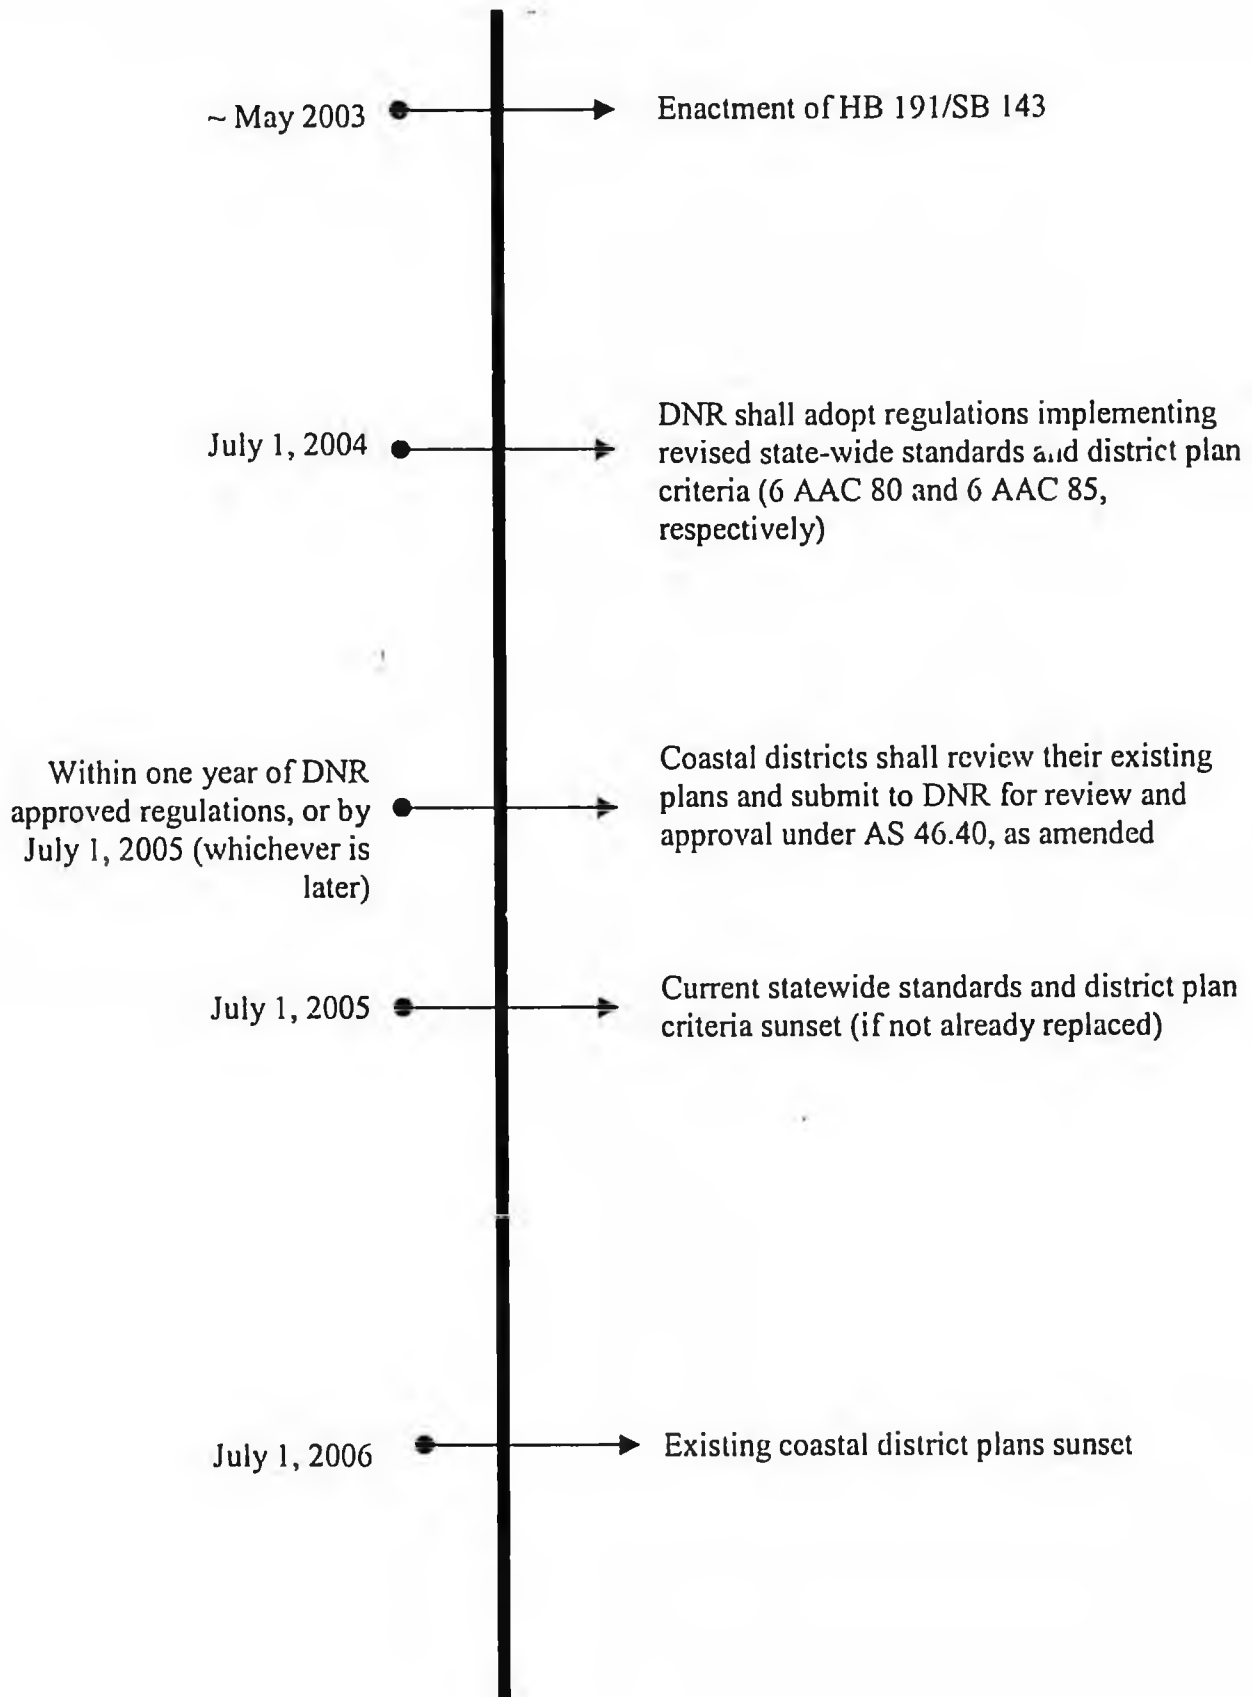 ~ May 2003
Enactment of HB 191/SB 143
July 1, 2004
DNR shall adopt regulations implementing
revised state-wide standards and district plan
criteria (6 AAC 80 and 6 AAC 85,
respectively)
Within one year of DNR
approved regulations, or by
July 1, 2005 (whichever is
later)
Coastal districts shall review their existing
plans and submit to DNR for review and
approval under AS 46.40, as amended
July 1, 2005
Current statewide standards and district plan
criteria sunset (if not already replaced)
July 1, 2006
Existing coastal district plans sunset